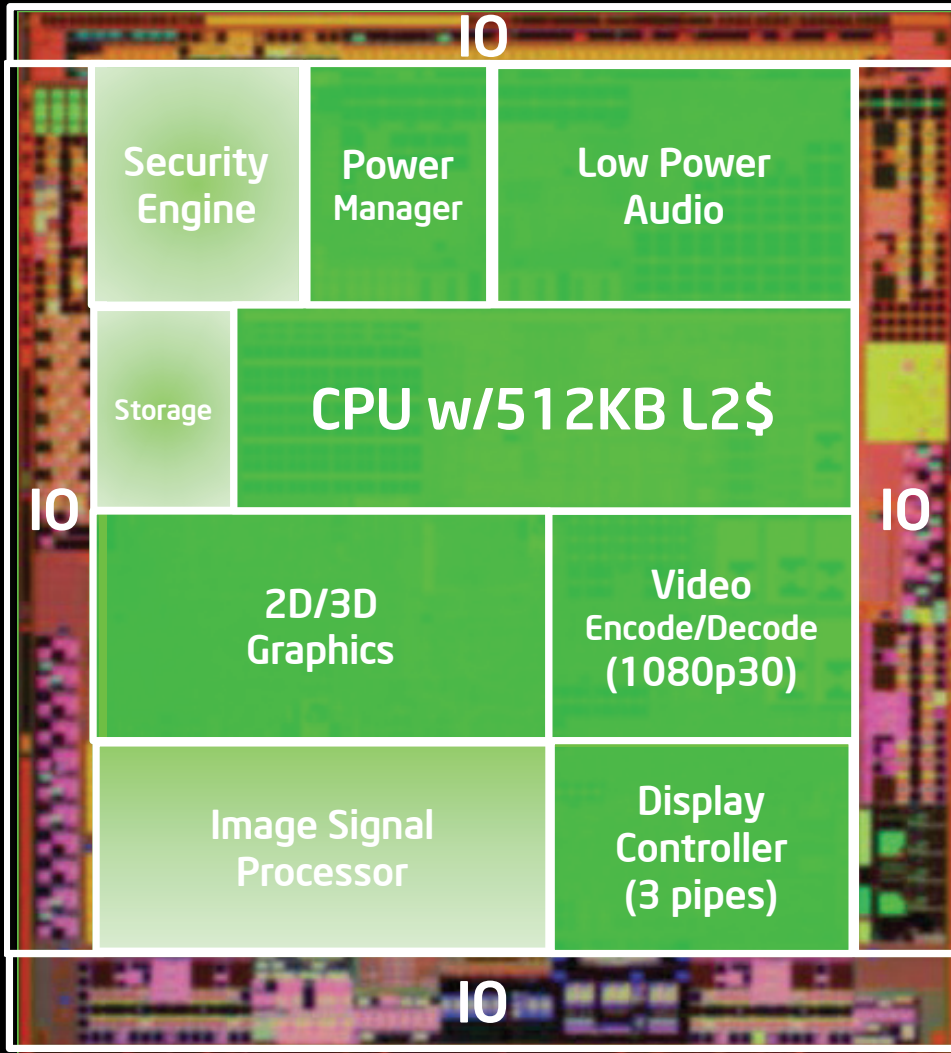 IO
Security
Engine
Power
Manager
Low Power
Audio
Storage
CPU w/512KB L2$
IO
IO
2D/3D
Graphics
Video
Encode/Decode
(1080p30)
Image Signal
Processor
Display
Controller
(3 pipes)
IO